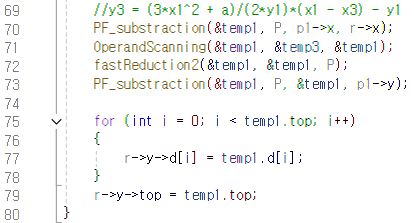 69 //y3 = (3*x1^2 + a)/(2*y1)*(x1 - x3) - y1
70 PF_substraction(&temp1, P, p1->x, r->x);
71 OperandScanning(&temp1, &temp3, &temp1);
72 fastReduction2(&temp1, &temp1, P);
73 PF_substraction(&temp1, P, &temp1, p1->y);
74
75 for (int i = 0; i < temp1.top; i++)
76 {
77 r->y->d[i] = temp1.d[i];
78 }
79 r->y->top = temp1.top;
80 }